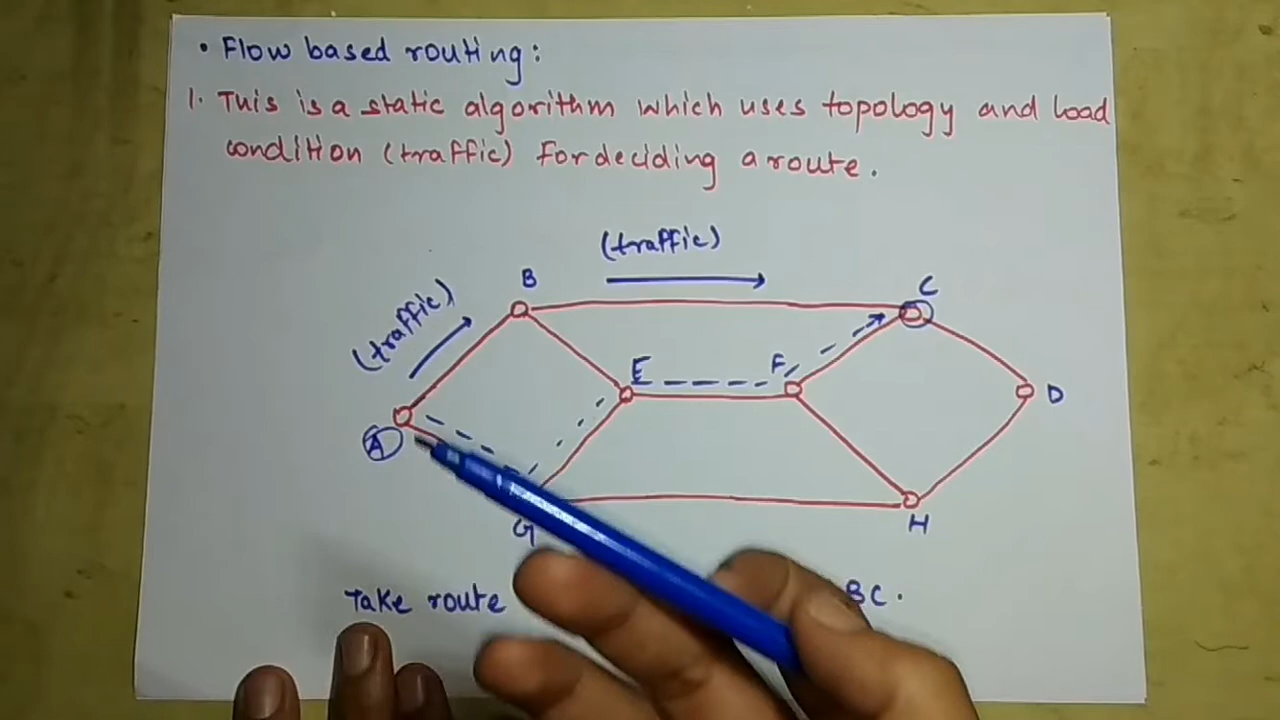 • Flow based routing:
1. This is a static algorithm which uses topology and load
condition (traffic) For deciding a route.
(traffic)
(traffic)
B
C
E
F
D
A
G
H
Take route
BC.